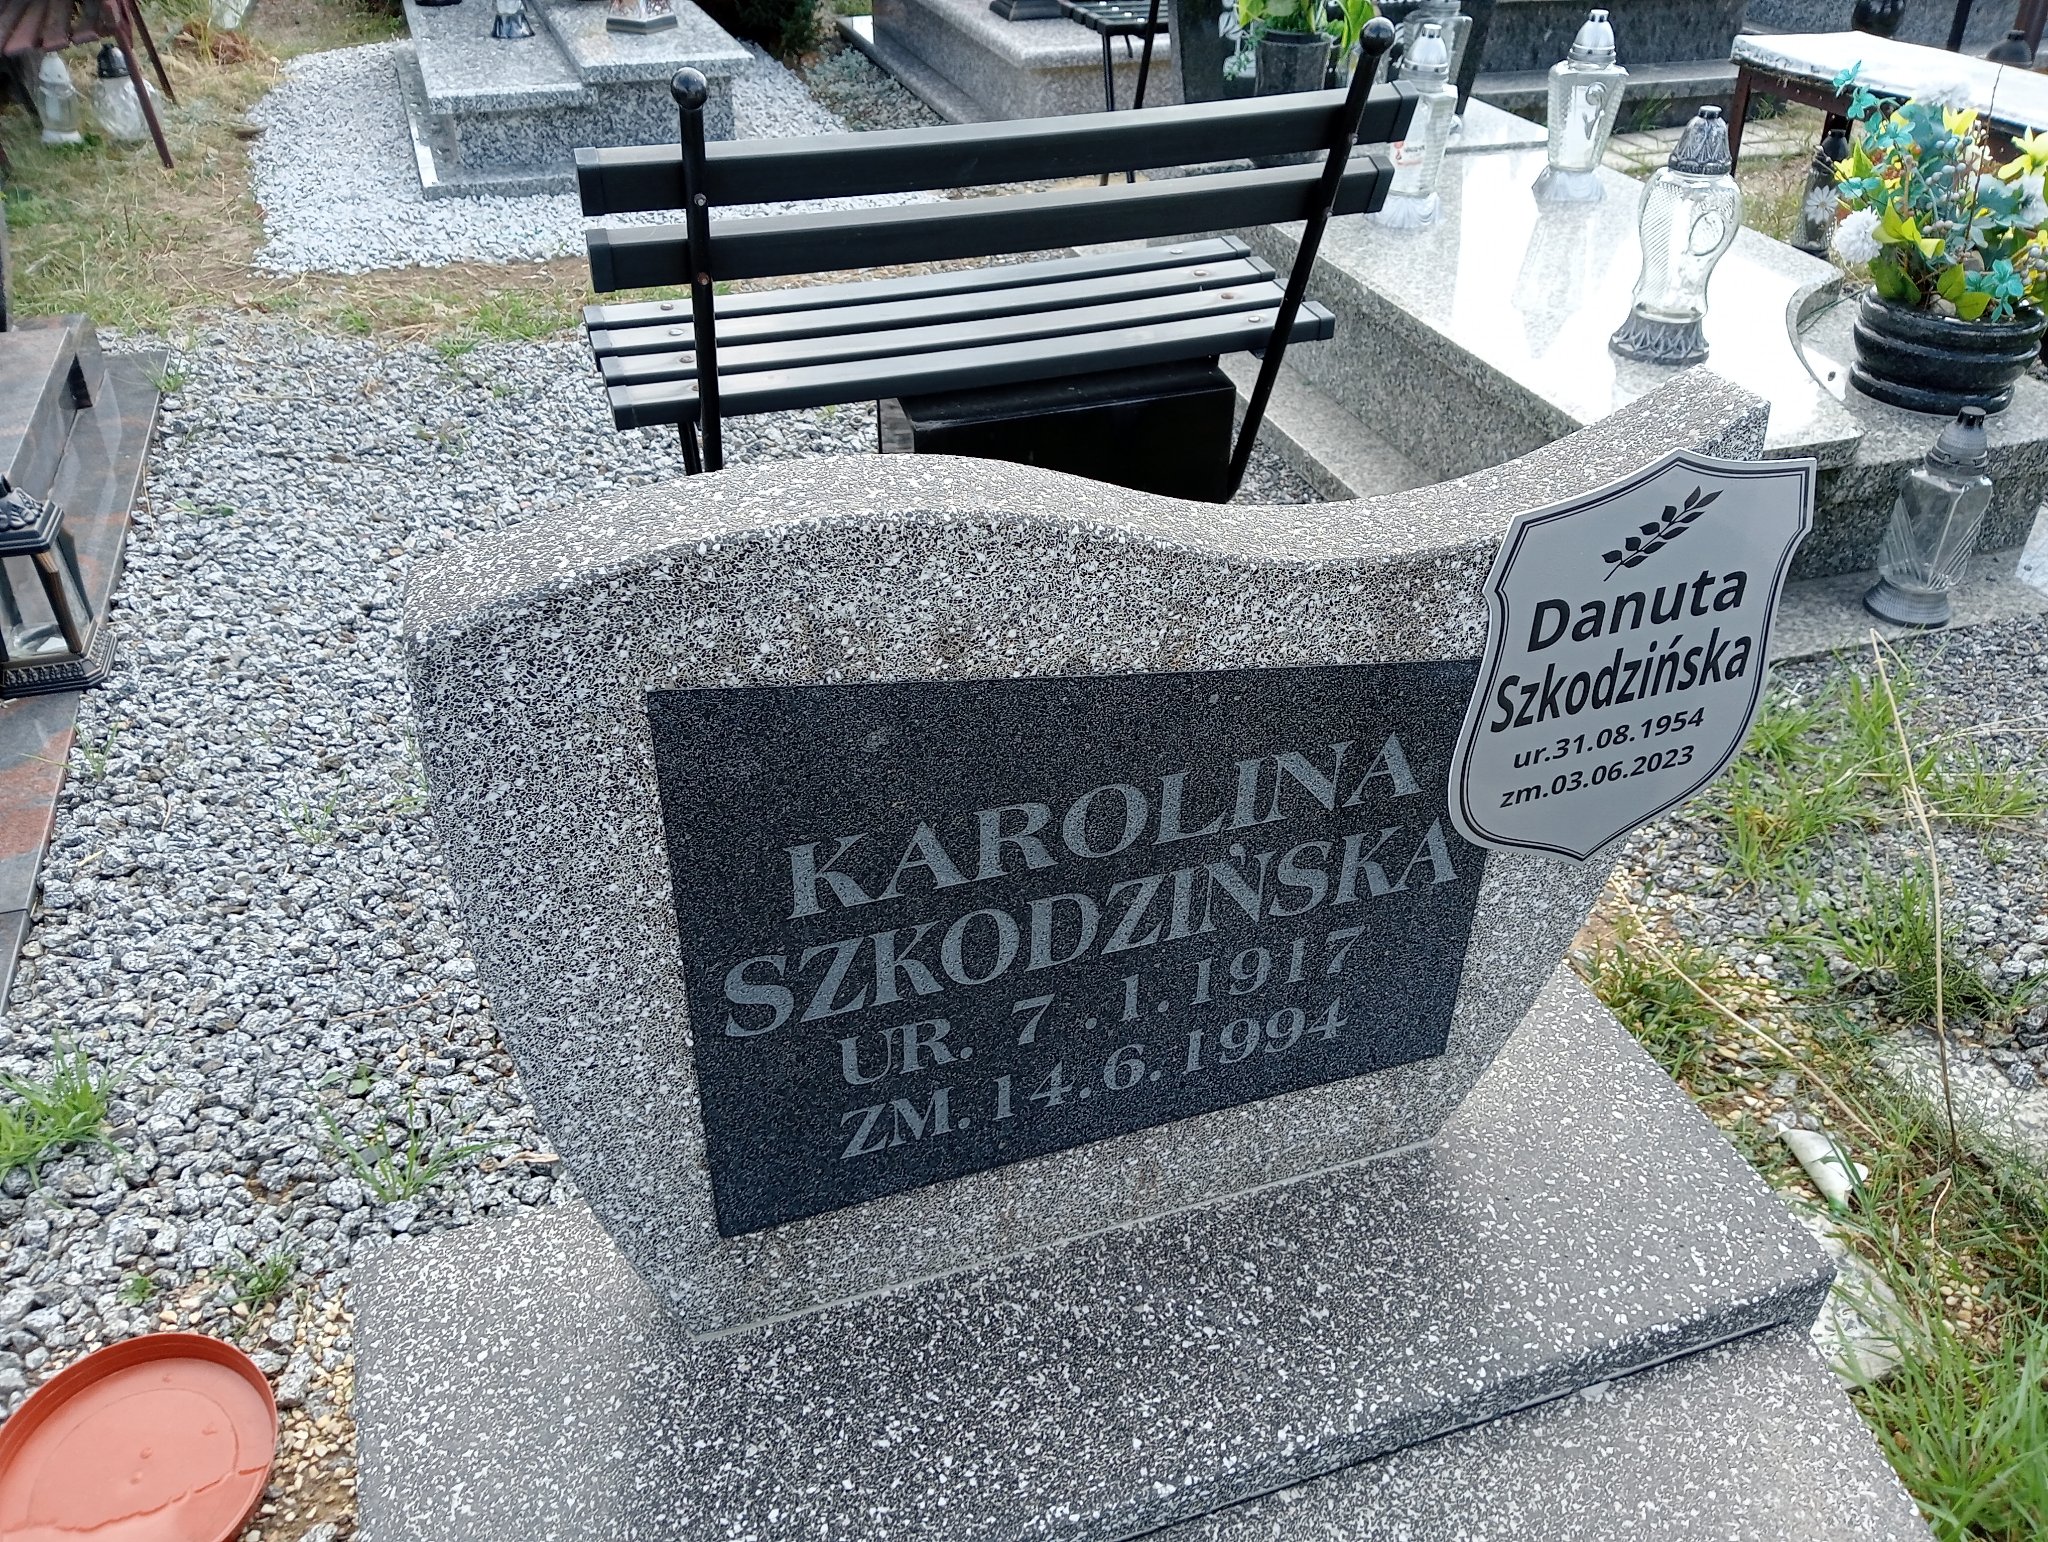 KAROLINA
SZKODZIŃSKA
UR. 7.1.1917
ZM. 14.6.1994
Danuta
Szkodzińska
ur.31.08.1954
zm.03.06.2023